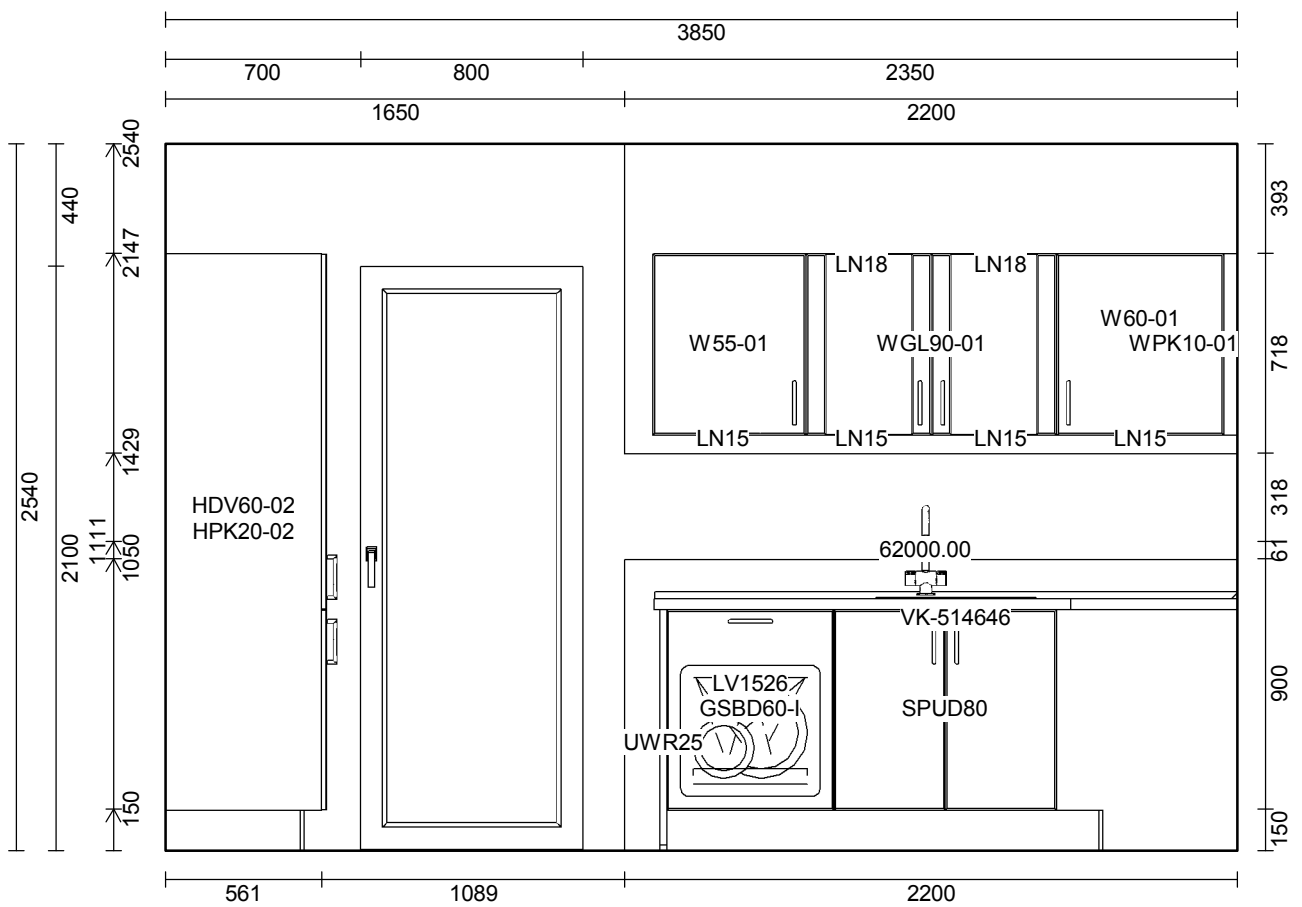 3850
700 800 2350
1650 2200
2540
440
2147
393
LN18 LN18
W60-01
W55-01 WGL90-01 WPK10-01
718
LN15 LN15 LN15 LN15
1429
2540
HDV60-02
HPK20-02
318
2100
1111
1050
62000.00
61
VK-514646
LV1526
GSBD60-I SPUD80
900
UWR25
150
150
561 1089 2200